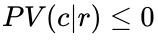 PV(c|r) ≤ 0